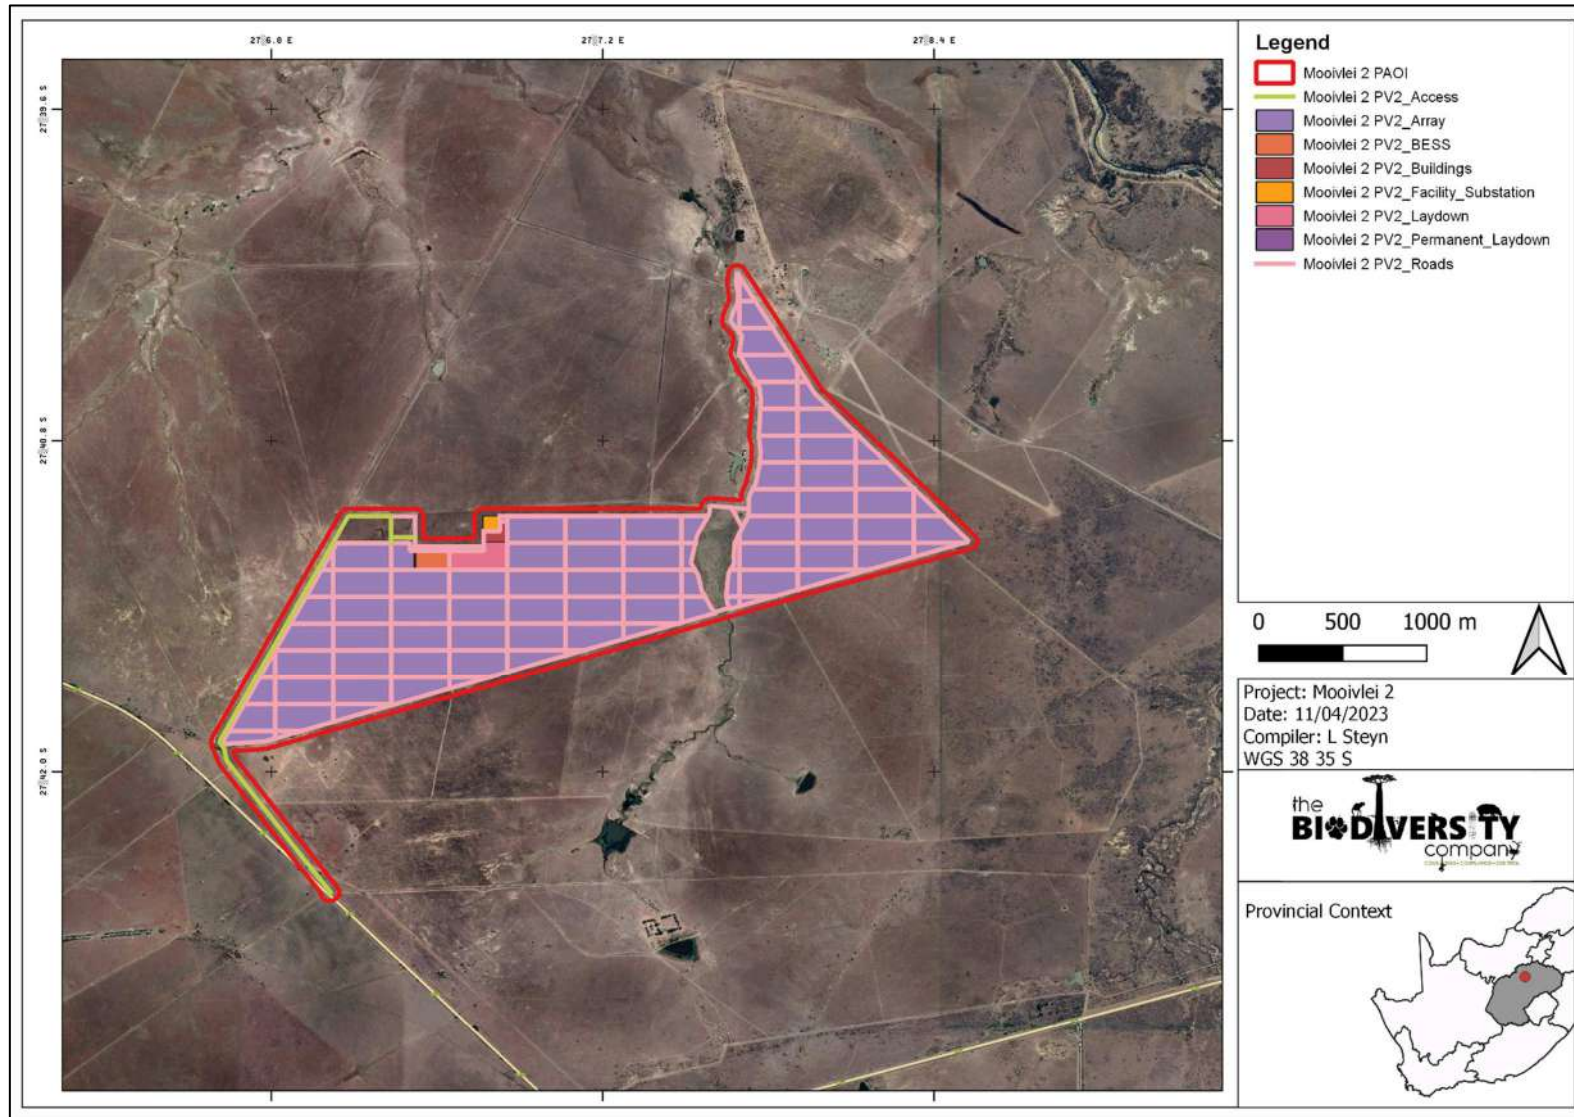 27°6.0 E
27°7.2 E
27°8.4 E
27°39.6 S
27°40.8 S
27°42.0 S
Legend
Mooivlei 2 PAOI
Mooivlei 2 PV2_Access
Mooivlei 2 PV2_Array
Mooivlei 2 PV2_BESS
Mooivlei 2 PV2_Buildings
Mooivlei 2 PV2_Facility_Substation
Mooivlei 2 PV2_Laydown
Mooivlei 2 PV2_Permanent_Laydown
Mooivlei 2 PV2_Roads
0 500 1000 m
Project: Mooivlei 2
Date: 11/04/2023
Compiler: L Steyn
WGS 38 35 S
the
BIODIVERSITY
company
Provincial Context